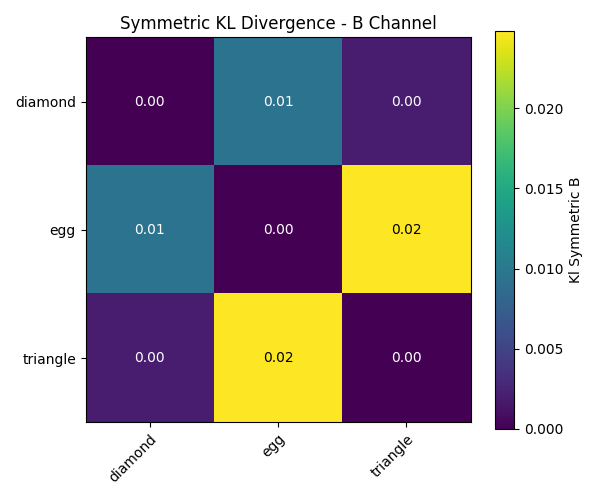 Symmetric KL Divergence - B Channel
diamond
0.00
0.01
0.00
egg
0.01
0.00
0.02
triangle
0.00
0.02
0.00
diamond
egg
triangle
0.020
0.015
0.010
0.005
0.000
Kl Symmetric B